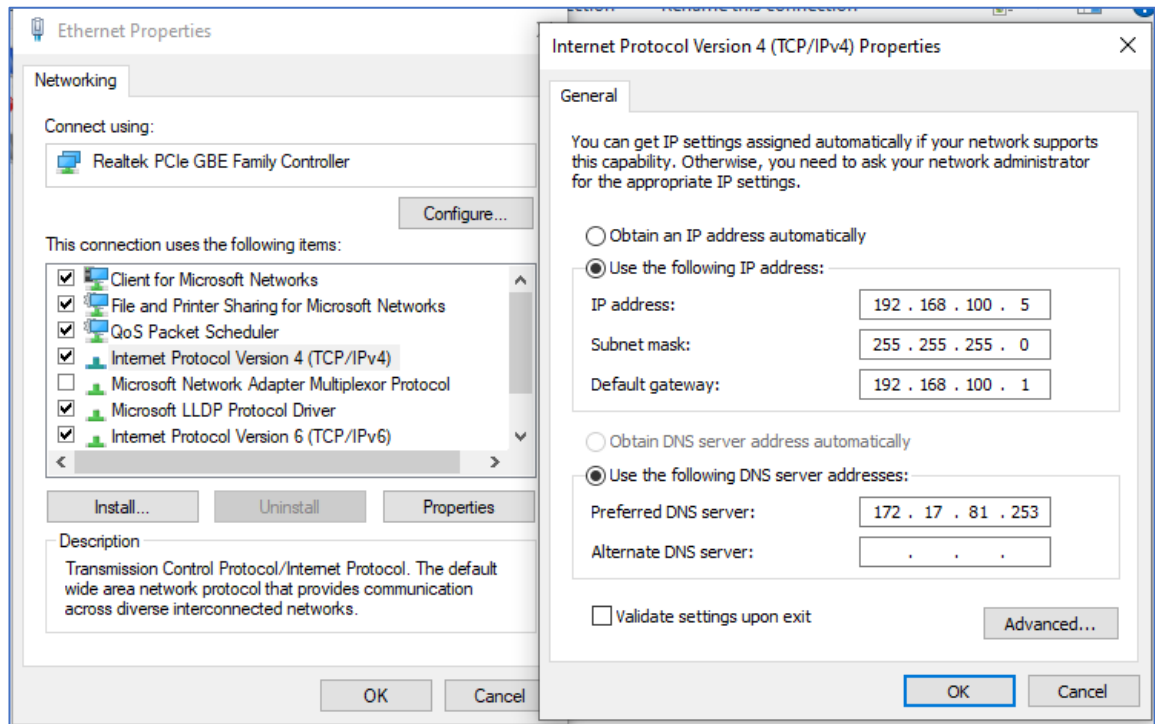 Rename this connection
Ethernet Properties
Networking
Connect using:
Realtek PCIe GBE Family Controller
Configure...
This connection uses the following items:
Client for Microsoft Networks
File and Printer Sharing for Microsoft Networks
QoS Packet Scheduler
Internet Protocol Version 4 (TCP/IPv4)
Microsoft Network Adapter Multiplexor Protocol
Microsoft LLDP Protocol Driver
Internet Protocol Version 6 (TCP/IPv6)
Install...
Uninstall
Properties
Description
Transmission Control Protocol/Internet Protocol. The default
wide area network protocol that provides communication
across diverse interconnected networks.
OK
Cancel
Internet Protocol Version 4 (TCP/IPv4) Properties
General
You can get IP settings assigned automatically if your network supports
this capability. Otherwise, you need to ask your network administrator
for the appropriate IP settings.
Obtain an IP address automatically
Use the following IP address:
IP address: 192 . 168 . 100 . 5
Subnet mask: 255 . 255 . 255 . 0
Default gateway: 192 . 168 . 100 . 1
Obtain DNS server address automatically
Use the following DNS server addresses:
Preferred DNS server: 172 . 17 . 81 . 253
Alternate DNS server: . . .
Validate settings upon exit
Advanced...
OK
Cancel